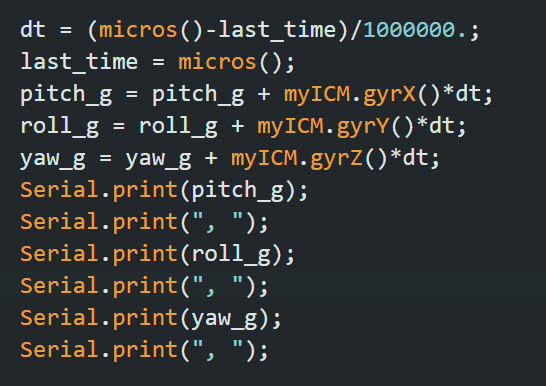 dt = (micros()-last_time)/1000000.;
last_time = micros();
pitch_g = pitch_g + myICM.gyrX()*dt;
roll_g = roll_g + myICM.gyrY()*dt;
yaw_g = yaw_g + myICM.gyrZ()*dt;
Serial.print(pitch_g);
Serial.print(", ");
Serial.print(roll_g);
Serial.print(", ");
Serial.print(yaw_g);
Serial.print(", ");